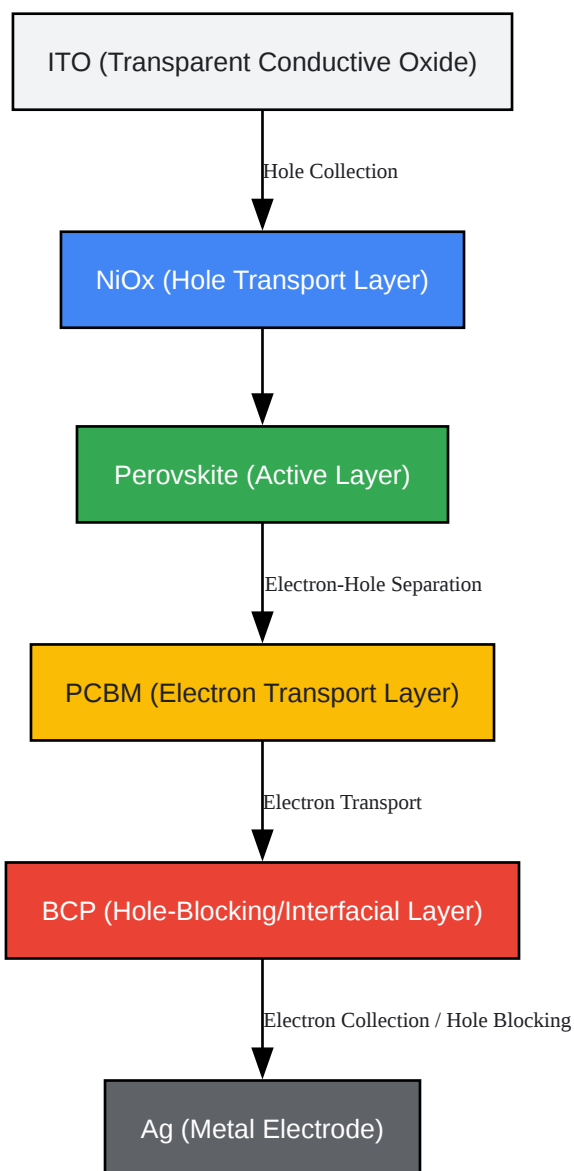 ITO (Transparent Conductive Oxide)
Hole Collection
NiOx (Hole Transport Layer)
Perovskite (Active Layer)
Electron-Hole Separation
PCBM (Electron Transport Layer)
Electron Transport
BCP (Hole-Blocking/Interfacial Layer)
Electron Collection / Hole Blocking
Ag (Metal Electrode)